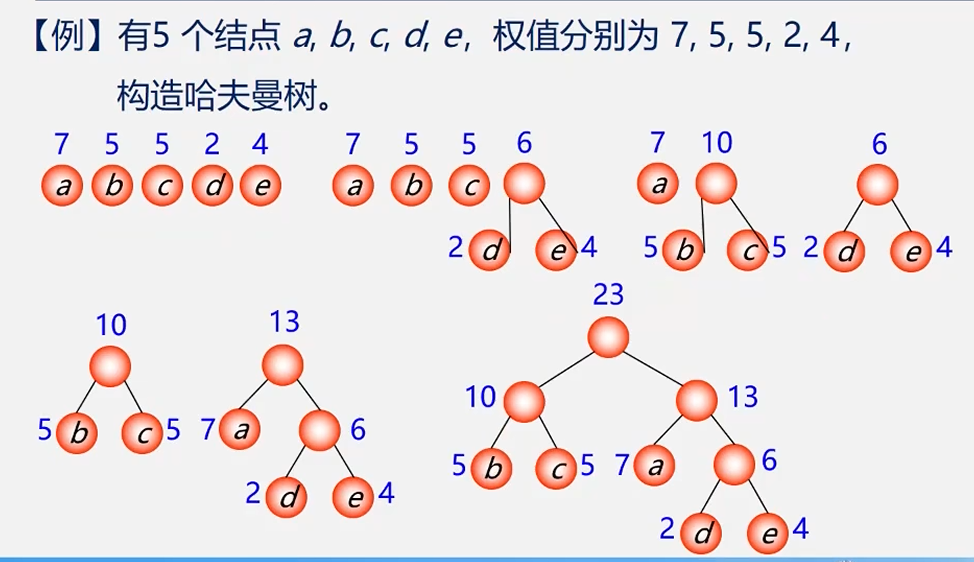 【例】有5 个结点 a, b, c, d, e，权值分别为 7, 5, 5, 2, 4，
构造哈夫曼树。
7 5 5 2 4 7 5 5 6 7 10 6
a b c d e a b c a
2 d e 4 5 b c 5 2 d e 4
23
10 13
10 13
5 b c 5 7 a 6 5 b c 5 7 a 6
2 d e 4
2 d e 4